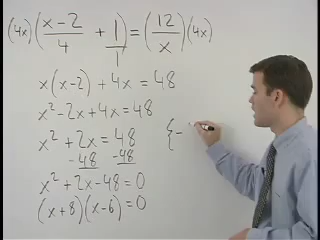 (4x)(x-2/4 + 1/1) = (12/x)(4x)
x(x-2) + 4x = 48
x² - 2x + 4x = 48
x² + 2x = 48
-48 -48
x² + 2x - 48 = 0
(x+8)(x-6) = 0
{-